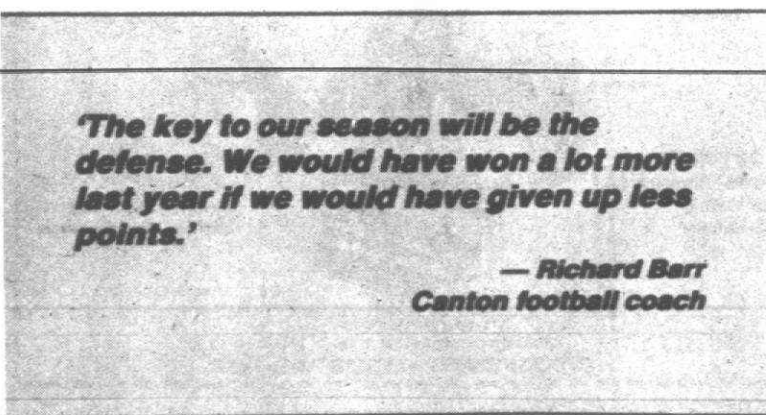 ‘The key to our season will be the
defense. We would have won a lot more
last year if we would have given up less
points.’
— Richard Barr
Canton football coach